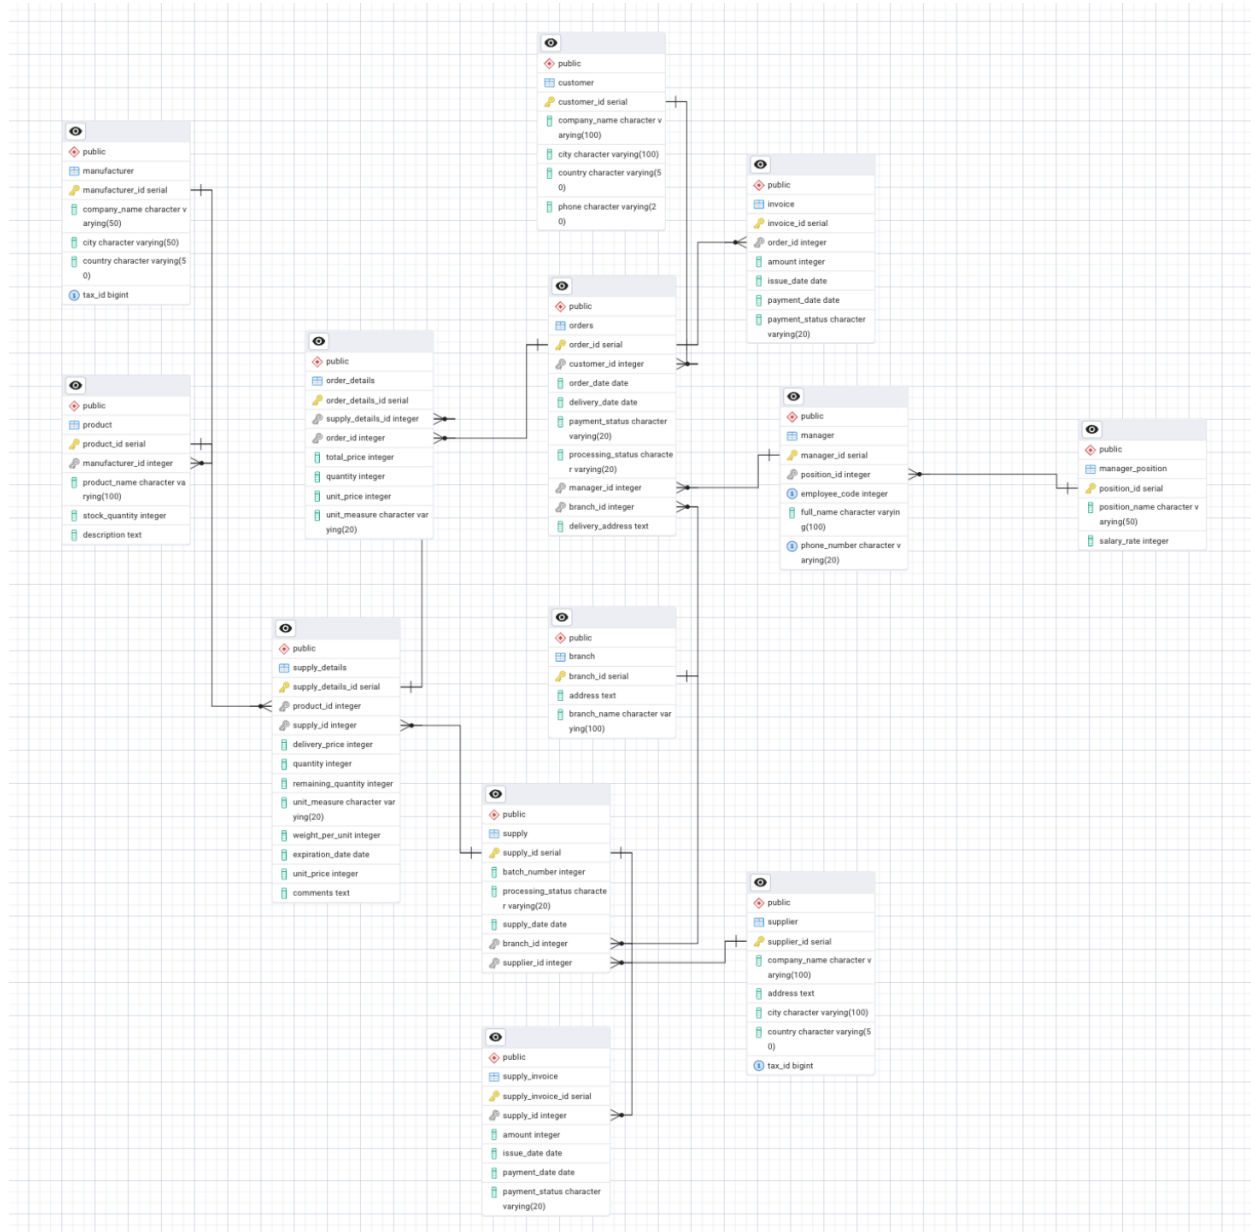 public
customer
customer_id serial
company_name character v
arying(100)
city character varying(100)
country character varying(5
0)
phone character varying(2
0)
public
manufacturer
manufacturer_id serial
company_name character v
arying(50)
city character varying(50)
country character varying(5
0)
tax_id bigint
public
invoice
invoice_id serial
order_id integer
amount integer
issue_date date
payment_date date
payment_status character
varying(20)
public
orders
order_id serial
customer_id integer
order_date date
delivery_date date
payment_status character
varying(20)
processing_status characte
r varying(20)
manager_id integer
branch_id integer
delivery_address text
public
order_details
order_details_id serial
supply_details_id integer
order_id integer
total_price integer
quantity integer
unit_price integer
unit_measure character var
ying(20)
public
product
product_id serial
manufacturer_id integer
product_name character va
rying(100)
stock_quantity integer
description text
public
manager
manager_id serial
position_id integer
employee_code integer
full_name character varyin
g(100)
phone_number character v
arying(20)
public
manager_position
position_id serial
position_name character v
arying(50)
salary_rate integer
public
branch
branch_id serial
address text
branch_name character var
ying(100)
public
supply_details
supply_details_id serial
product_id integer
supply_id integer
delivery_price integer
quantity integer
remaining_quantity integer
unit_measure character var
ying(20)
weight_per_unit integer
expiration_date date
unit_price integer
comments text
public
supply
supply_id serial
batch_number integer
processing_status characte
r varying(20)
supply_date date
branch_id integer
supplier_id integer
public
supplier
supplier_id serial
company_name character v
arying(100)
address text
city character varying(100)
country character varying(5
0)
tax_id bigint
public
supply_invoice
supply_invoice_id serial
supply_id integer
amount integer
issue_date date
payment_date date
payment_status character
varying(20)